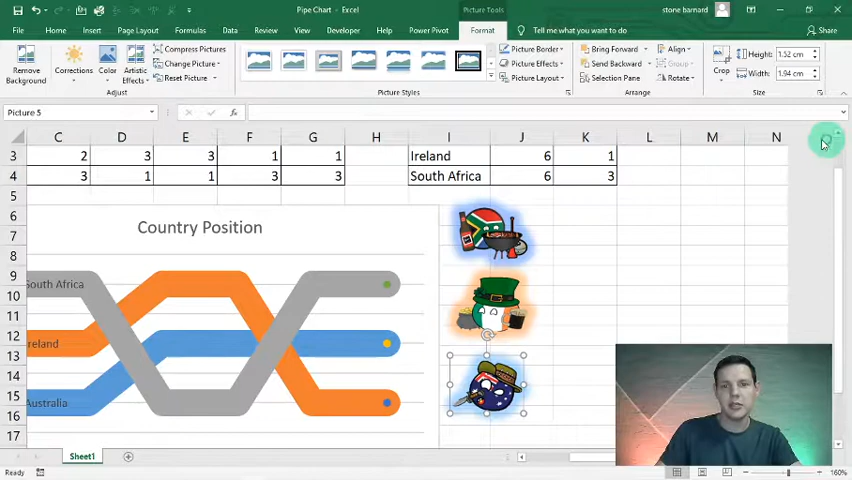 Pipe Chart - Excel
Picture Tools
stone barnard
File Home Insert Page Layout Formulas Data Review View Developer Help Power Pivot Format Tell me what you want to do Share
Remove Background
Corrections
Color
Artistic Effects
Compress Pictures
Change Picture
Reset Picture
Adjust
Picture Styles
Picture Border
Picture Effects
Picture Layout
Bring Forward
Send Backward
Selection Pane
Align
Rotate
Arrange
Crop
Height: 1.52 cm
Width: 1.94 cm
Size
Picture 5
fx
C D E F G H I J K L M N
3 2 3 3 1 1 Ireland 6 1
4 3 1 1 3 3 South Africa 6 3
5
6
7
8
9
10
11
12
13
14
15
16
17
Country Position
South Africa
Ireland
Australia
Sheet1
Ready
160%